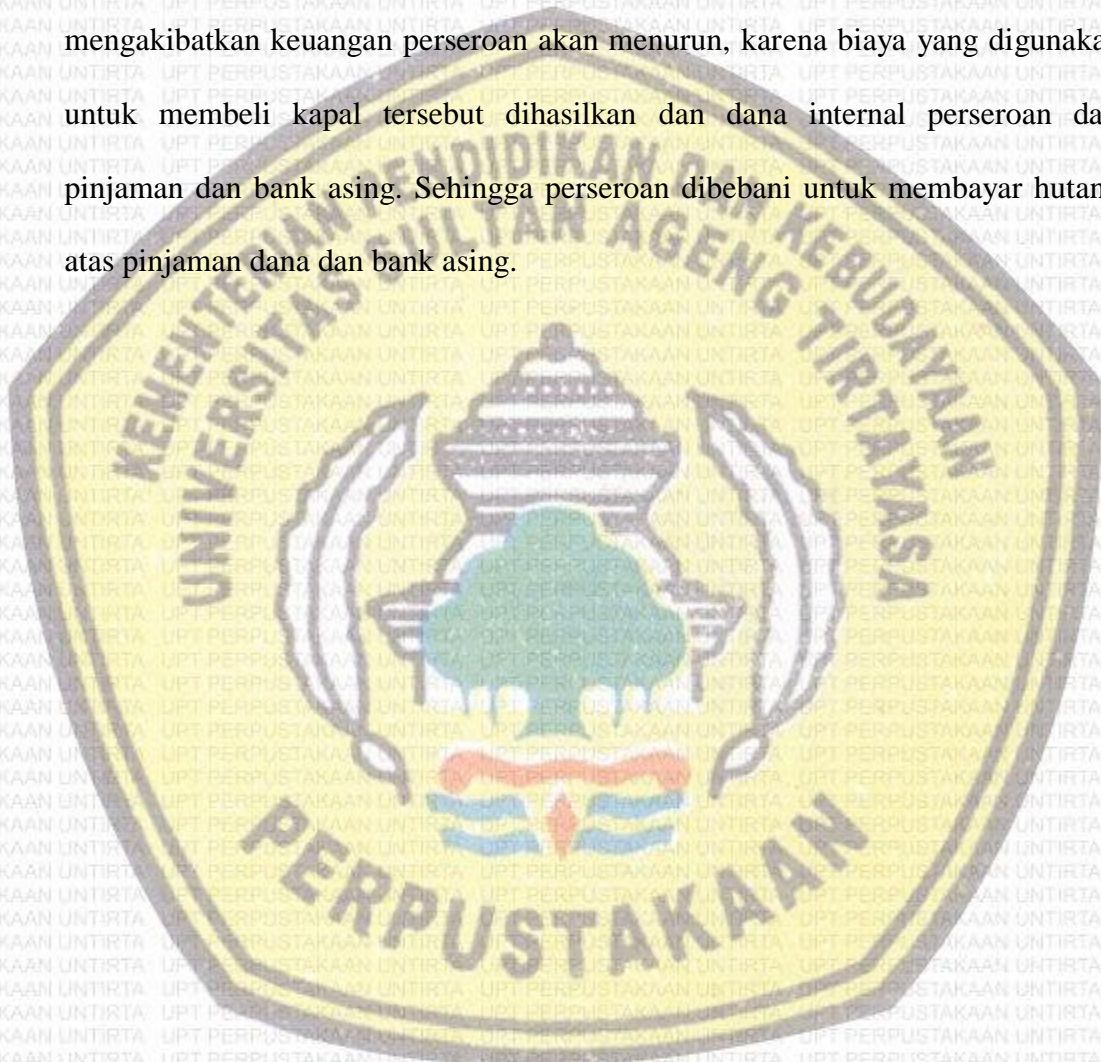 mengakibatkan keuangan perseroan akan menurun, karena biaya yang digunaka
untuk membeli kapal tersebut dihasilkan dan dana internal perseroan da
pinjaman dan bank asing. Sehingga perseroan dibebani untuk membayar hutan
atas pinjaman dana dan bank asing.
KEMENTERIAN PENDIDIKAN DAN KEBUDAYAAN
UNIVERSITAS SULTAN AGENG TIRTAYASA
PERPUSTAKAAN